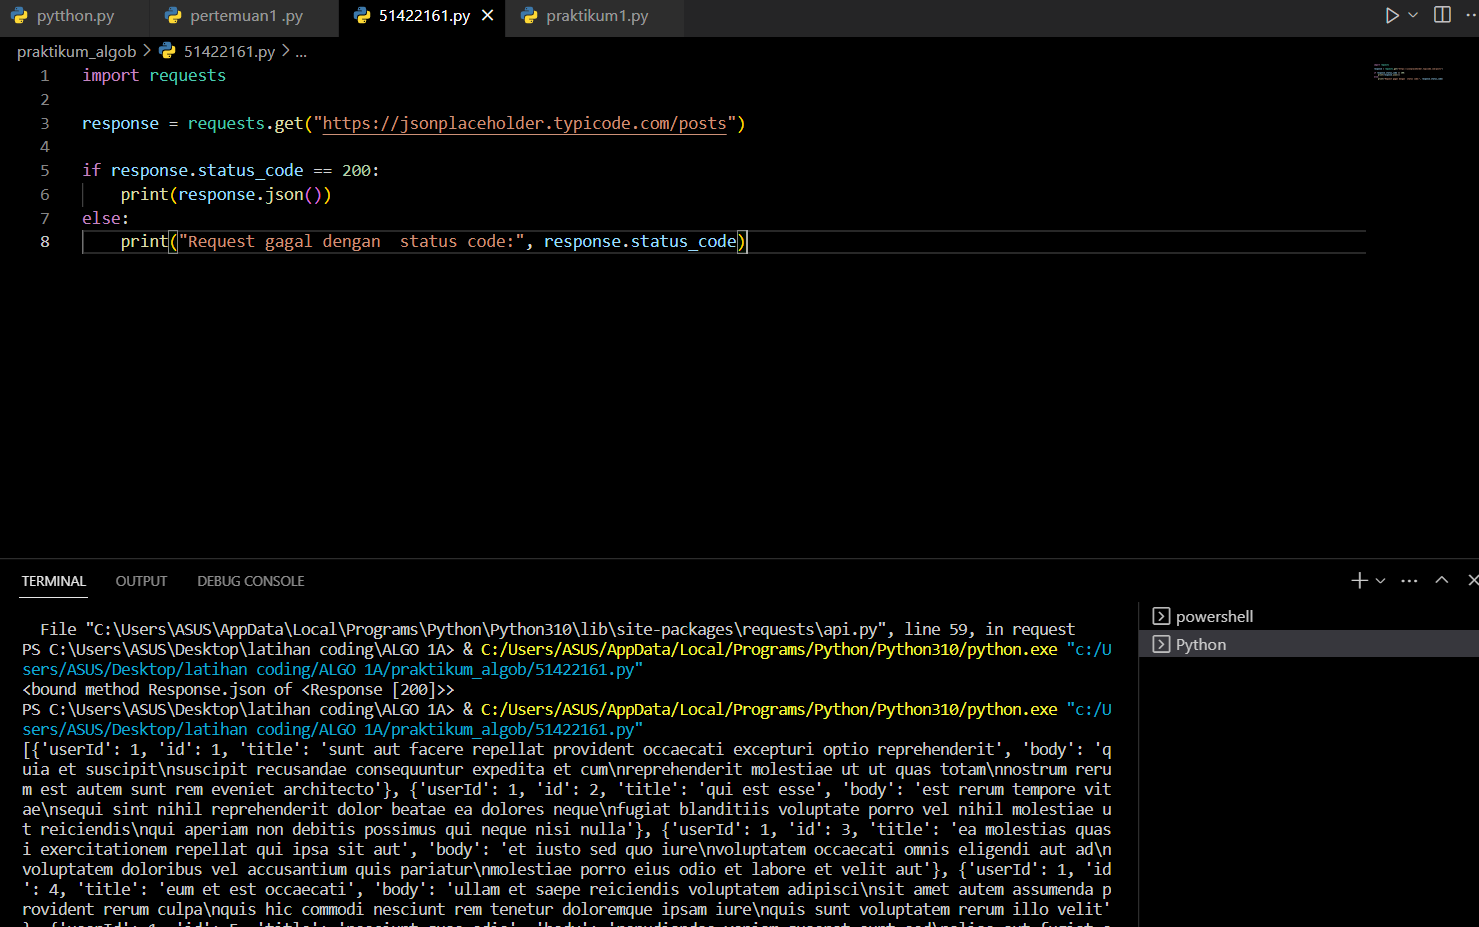 pytthon.py pertemuan1 .py 51422161.py praktikum1.py
praktikum_algob > 51422161.py > ...
1 import requests
2
3 response = requests.get("https://jsonplaceholder.typicode.com/posts")
4
5 if response.status_code == 200:
6     print(response.json())
7 else:
8     print("Request gagal dengan  status code:", response.status_code)
TERMINAL OUTPUT DEBUG CONSOLE
powershell
Python
  File "C:\Users\ASUS\AppData\Local\Programs\Python\Python310\lib\site-packages\requests\api.py", line 59, in request
PS C:\Users\ASUS\Desktop\latihan coding\ALGO 1A> & C:/Users/ASUS/AppData/Local/Programs/Python/Python310/python.exe "c:/U
sers/ASUS/Desktop/latihan coding/ALGO 1A/praktikum_algob/51422161.py"
<bound method Response.json of <Response [200]>>
PS C:\Users\ASUS\Desktop\latihan coding\ALGO 1A> & C:/Users/ASUS/AppData/Local/Programs/Python/Python310/python.exe "c:/U
sers/ASUS/Desktop/latihan coding/ALGO 1A/praktikum_algob/51422161.py"
[{'userId': 1, 'id': 1, 'title': 'sunt aut facere repellat provident occaecati excepturi optio reprehenderit', 'body': 'q
uia et suscipit\nsuscipit recusandae consequuntur expedita et cum\nreprehenderit molestiae ut ut quas totam\nnostrum reru
m est autem sunt rem eveniet architecto'}, {'userId': 1, 'id': 2, 'title': 'qui est esse', 'body': 'est rerum tempore vit
ae\nsequi sint nihil reprehenderit dolor beatae ea dolores neque\nfugiat blanditiis voluptate porro vel nihil molestiae u
t reiciendis\nqui aperiam non debitis possimus qui neque nisi nulla'}, {'userId': 1, 'id': 3, 'title': 'ea molestias quas
i exercitationem repellat qui ipsa sit aut', 'body': 'et iusto sed quo iure\nvoluptatem occaecati omnis eligendi aut ad\n
voluptatem doloribus vel accusantium quis pariatur\nmolestiae porro eius odio et labore et velit aut'}, {'userId': 1, 'id
': 4, 'title': 'eum et est occaecati', 'body': 'ullam et saepe reiciendis voluptatem adipisci\nsit amet autem assumenda p
rovident rerum culpa\nquis hic commodi nesciunt rem tenetur doloremque ipsam iure\nquis sunt voluptatem rerum illo velit'